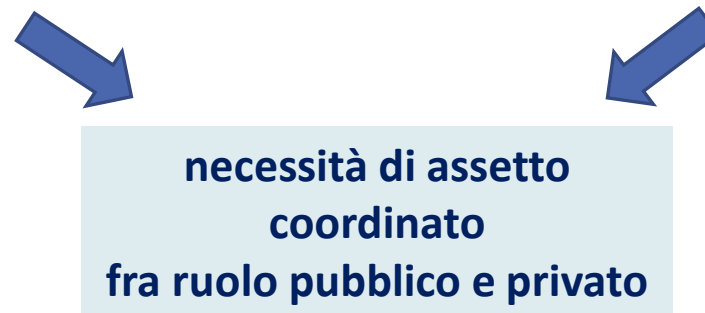 necessità di assetto
coordinato
fra ruolo pubblico e privato